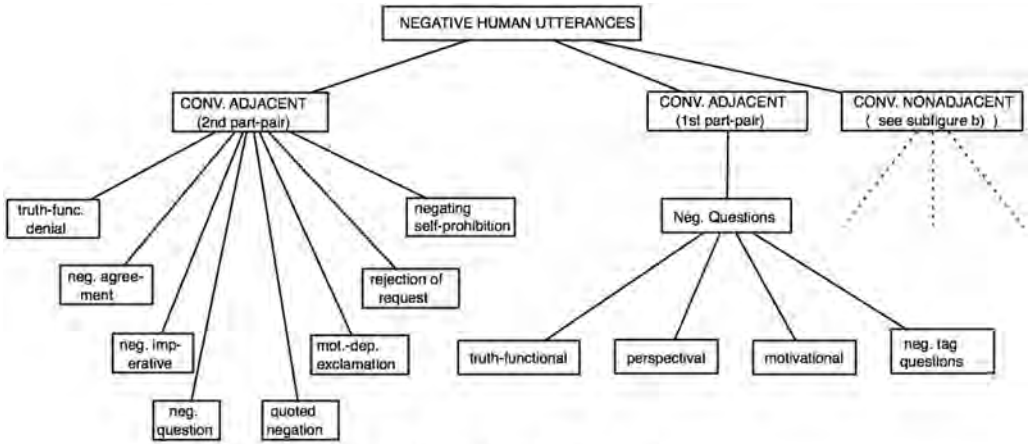 NEGATIVE HUMAN UTTERANCES
CONV. ADJACENT
(2nd part-pair)
CONV. ADJACENT
(1st part-pair)
CONV. NONADJACENT
( see subfigure b) )
truth-func.
denial
neg. agree-
ment
neg. imp-
erative
neg.
question
quoted
negation
mot.-dep.
exclamation
rejection of
request
negating
self-prohibition
Neg. Questions
truth-functional
perspectival
motivational
neg. tag
questions